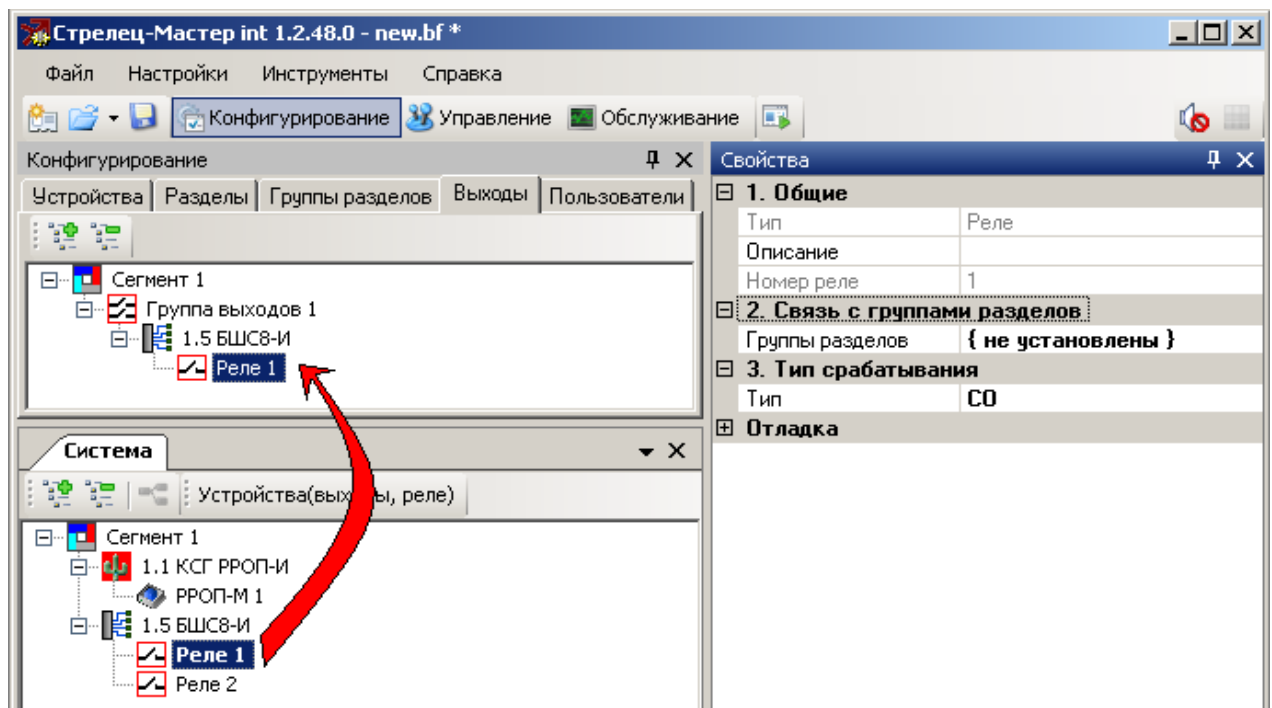 Стрелец-Мастер int 1.2.48.0 - new.bf *
Файл Настройки Инструменты Справка
Конфигурирование Управление Обслуживание
Конфигурирование
Устройства Разделы Группы разделов Выходы Пользователи
Сегмент 1
Группа выходов 1
1.5 БШС8-И
Реле 1
Система
Устройства(выходы, реле)
Сегмент 1
1.1 КСГ РРОП-И
РРОП-М 1
1.5 БШС8-И
Реле 1
Реле 2
Свойства
1. Общие
Тип Реле
Описание
Номер реле 1
2. Связь с группами разделов
Группы разделов { не установлены }
3. Тип срабатывания
Тип СО
Отладка